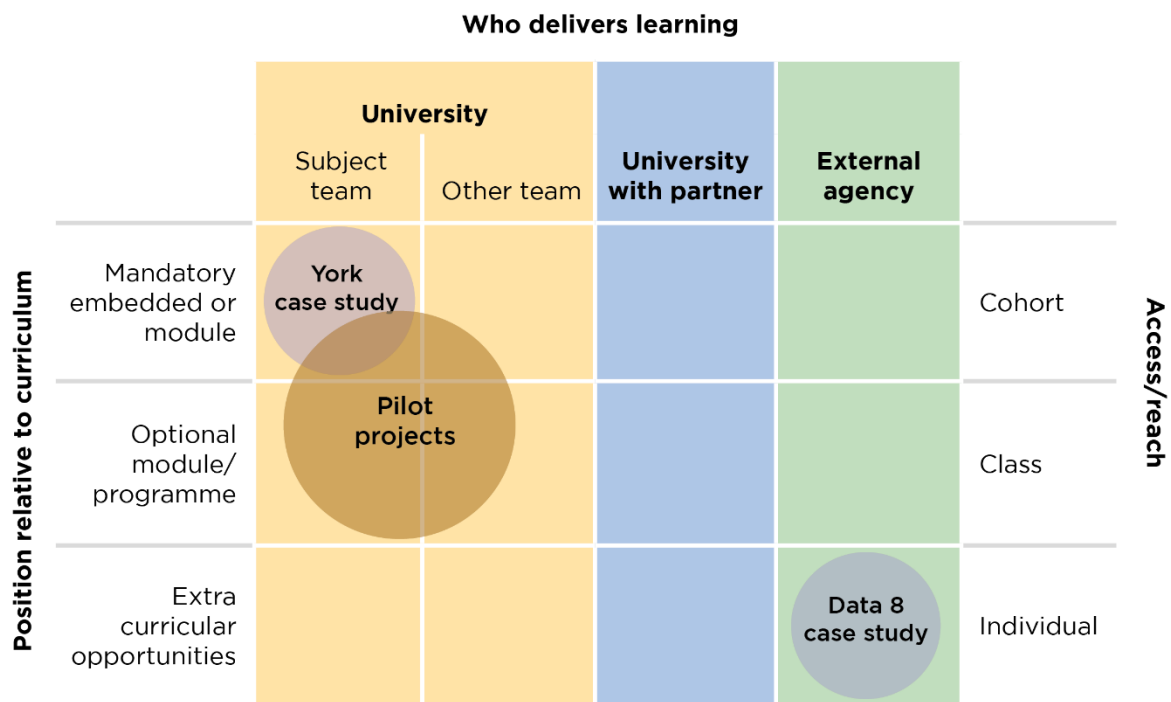 Who delivers learning
University
Subject
team
Other team
University
with partner
External
agency
Position relative to curriculum
Mandatory
embedded or
module
York
case study
Cohort
Access/reach
Optional
module/
programme
Pilot
projects
Class
Extra
curricular
opportunities
Data 8
case study
Individual